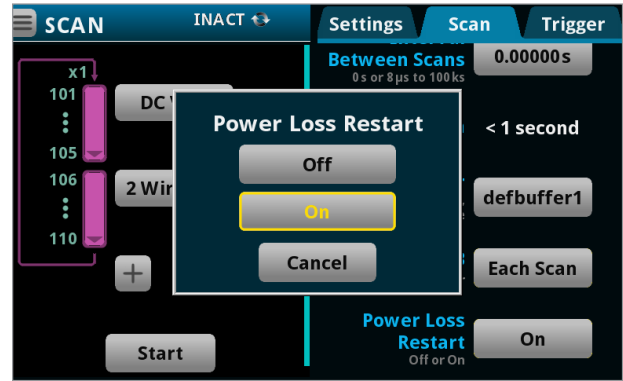 SCAN
INACT
Settings
Scan
Trigger
Between Scans
0s or 8µs to 100ks
0.00000s
x1
101
105
106
110
DC
2 Wir
< 1 second
defbuffer1
Each Scan
Power Loss Restart
Off
On
Cancel
Power Loss
Restart
Off or On
On
Start